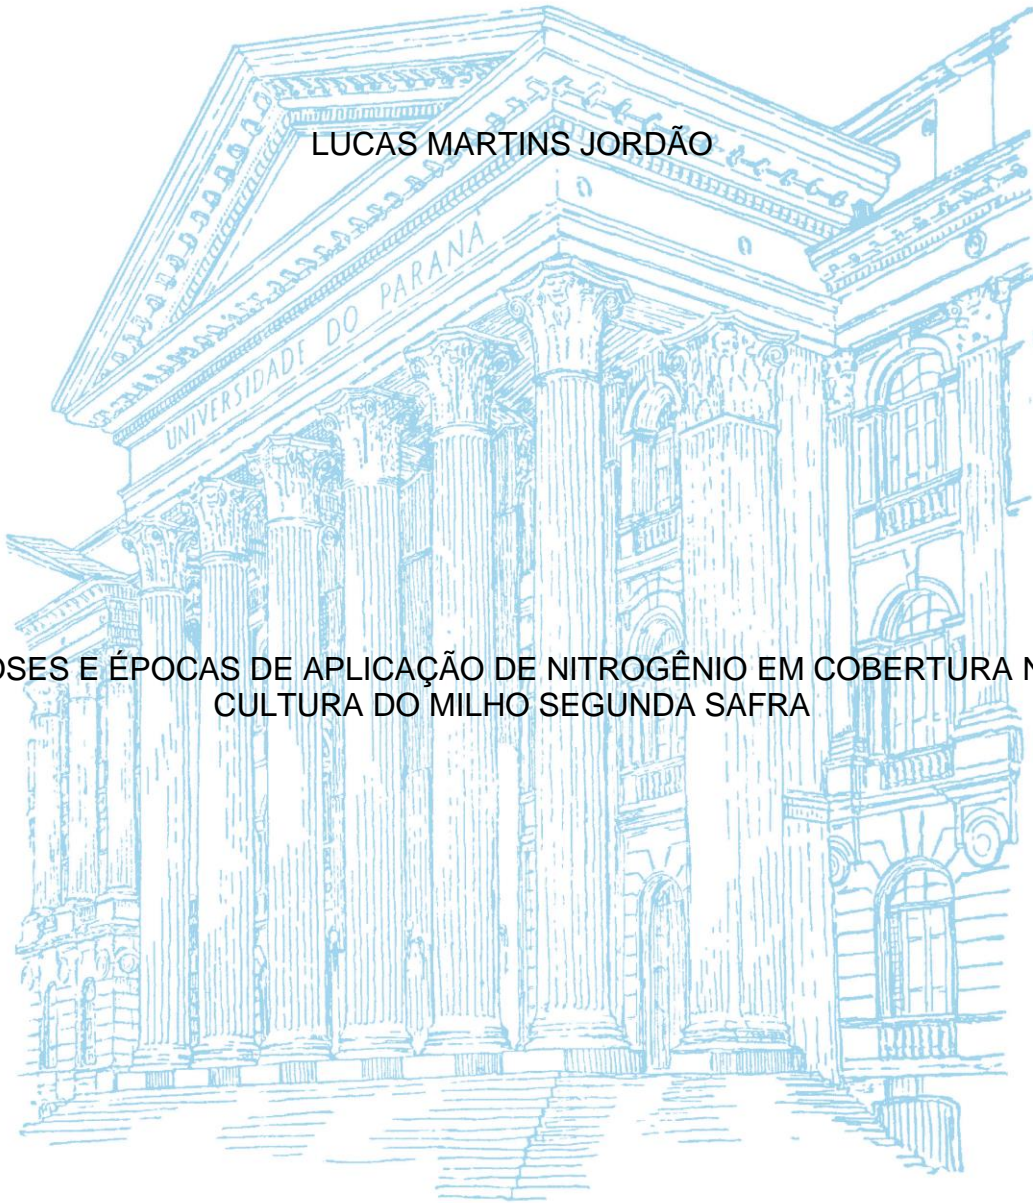 LUCAS MARTINS JORDÃO
UNIVERSIDADE DO PARANÁ
OSES E ÉPOCAS DE APLICAÇÃO DE NITROGÊNIO EM COBERTURA N
CULTURA DO MILHO SEGUNDA SAFRA